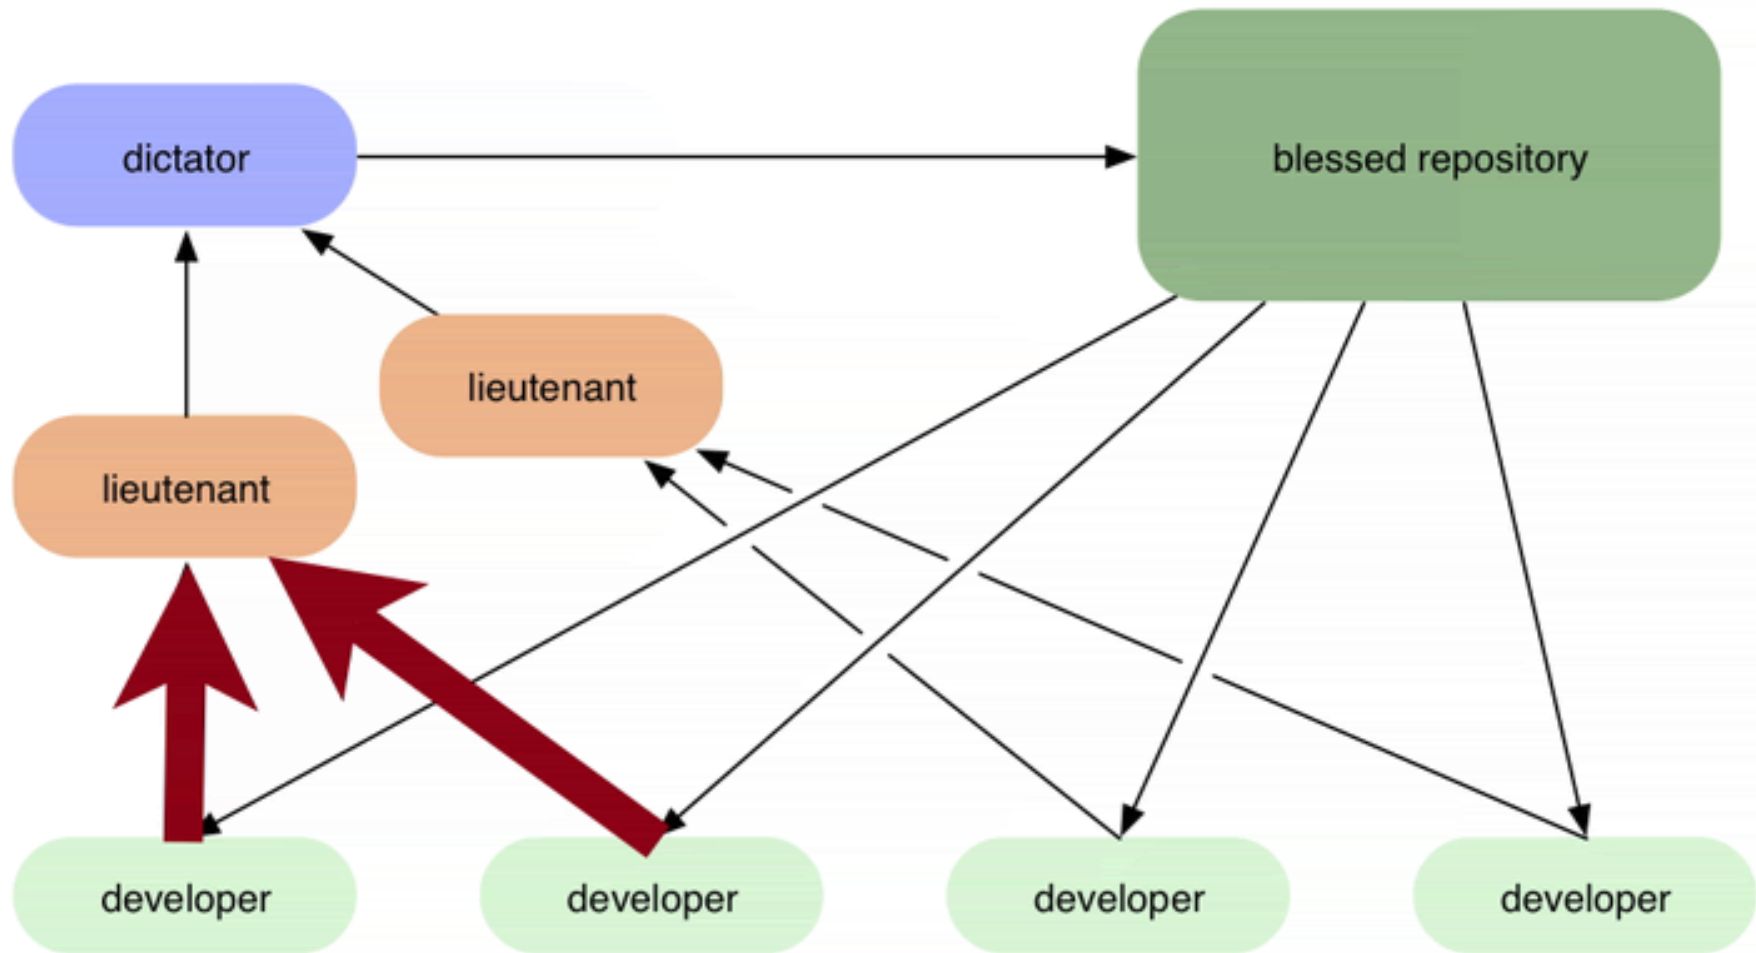 dictator
blessed repository
lieutenant
lieutenant
developer
developer
developer
developer